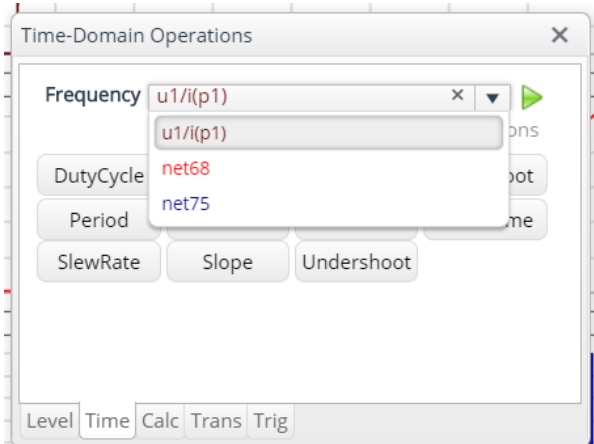 Time-Domain Operations
Frequency u1/i(p1)
u1/i(p1)
net68
net75
DutyCycle
Period
SlewRate Slope Undershoot
Level Time Calc Trans Trig